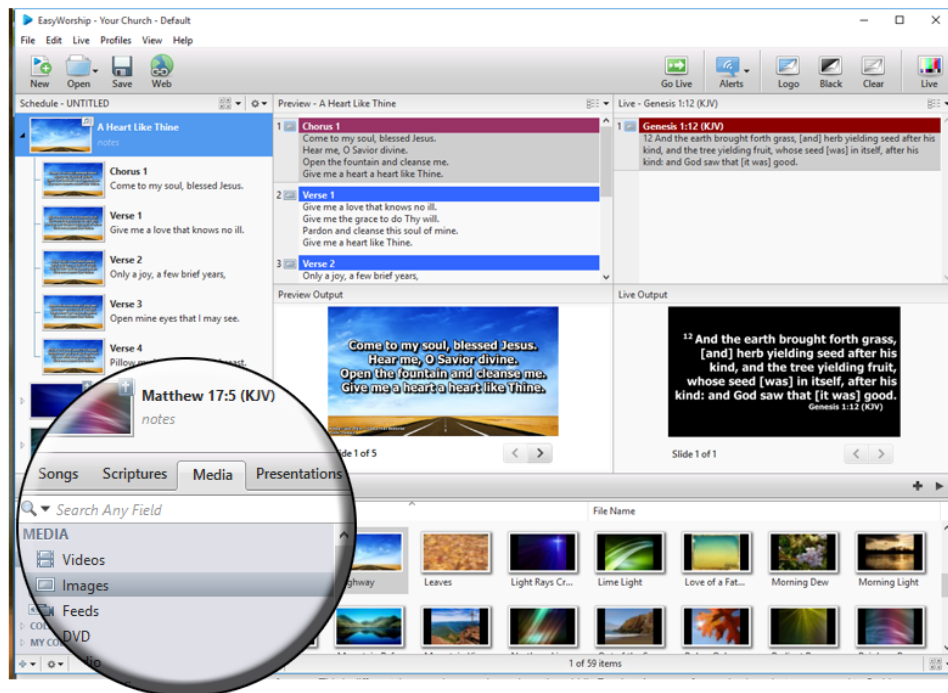 EasyWorship - Your Church - Default
File Edit Live Profiles View Help
New Open Save Web Go Live Alerts Logo Black Clear Live
Schedule - UNTITLED
A Heart Like Thine
notes
Chorus 1
Come to my soul, blessed Jesus.
Verse 1
Give me a love that knows no ill.
Verse 2
Only a joy, a few brief years,
Verse 3
Open mine eyes that I may see.
Verse 4
Preview - A Heart Like Thine
1 Chorus 1
Come to my soul, blessed Jesus.
Hear me, O Savior divine.
Open the fountain and cleanse me.
Give me a heart a heart like Thine.
2 Verse 1
Give me a love that knows no ill.
Give me the grace to do Thy will.
Pardon and cleanse this soul of mine.
Give me a heart like Thine.
3 Verse 2
Only a joy, a few brief years,
Live - Genesis 1:12 (KJV)
1 Genesis 1:12 (KJV)
12 And the earth brought forth grass, [and] herb yielding seed after his
kind, and the tree yielding fruit, whose seed [was] in itself, after his
kind: and God saw that [it was] good.
Preview Output
Come to my soul, blessed Jesus.
Hear me, O Savior divine.
Open the fountain and cleanse me.
Give me a heart a heart like Thine.
Slide 1 of 5
Live Output
12 And the earth brought forth grass,
[and] herb yielding seed after his
kind, and the tree yielding fruit,
whose seed [was] in itself, after his
kind: and God saw that [it was] good.
Genesis 1:12 (KJV)
Slide 1 of 1
Matthew 17:5 (KJV)
notes
Songs Scriptures Media Presentations
Search Any Field
MEDIA
Videos
Images
Feeds
DVD
File Name
Leaves Light Rays Cr... Lime Light Love of a Fat... Morning Dew Morning Light
1 of 59 items